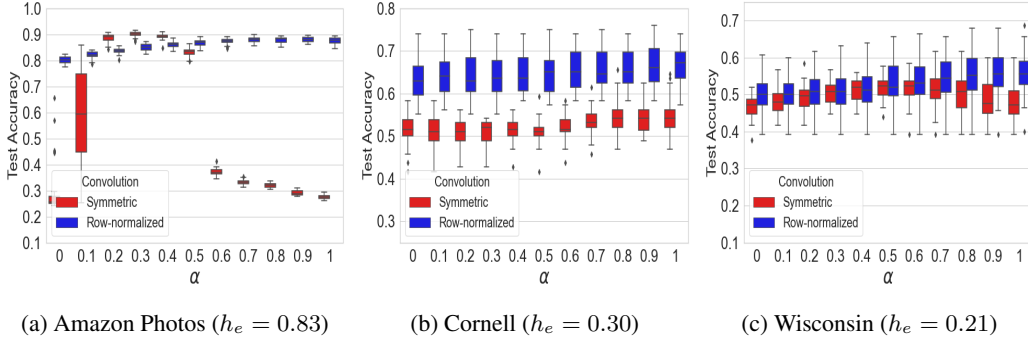 1.0
0.9
0.8
0.7
0.6
0.5
0.4
0.3
0.2
0.1
Test Accuracy
Convolution
Symmetric
Row-normalized
0 0.1 0.2 0.3 0.4 0.5 0.6 0.7 0.8 0.9 1
α
0.8
0.7
0.6
0.5
0.4
0.3
Test Accuracy
Convolution
Symmetric
Row-normalized
0 0.1 0.2 0.3 0.4 0.5 0.6 0.7 0.8 0.9 1
α
0.7
0.6
0.5
0.4
0.3
0.2
0.1
Test Accuracy
Convolution
Symmetric
Row-normalized
0 0.1 0.2 0.3 0.4 0.5 0.6 0.7 0.8 0.9 1
α
(a) Amazon Photos (h_e = 0.83)
(b) Cornell (h_e = 0.30)
(c) Wisconsin (h_e = 0.21)